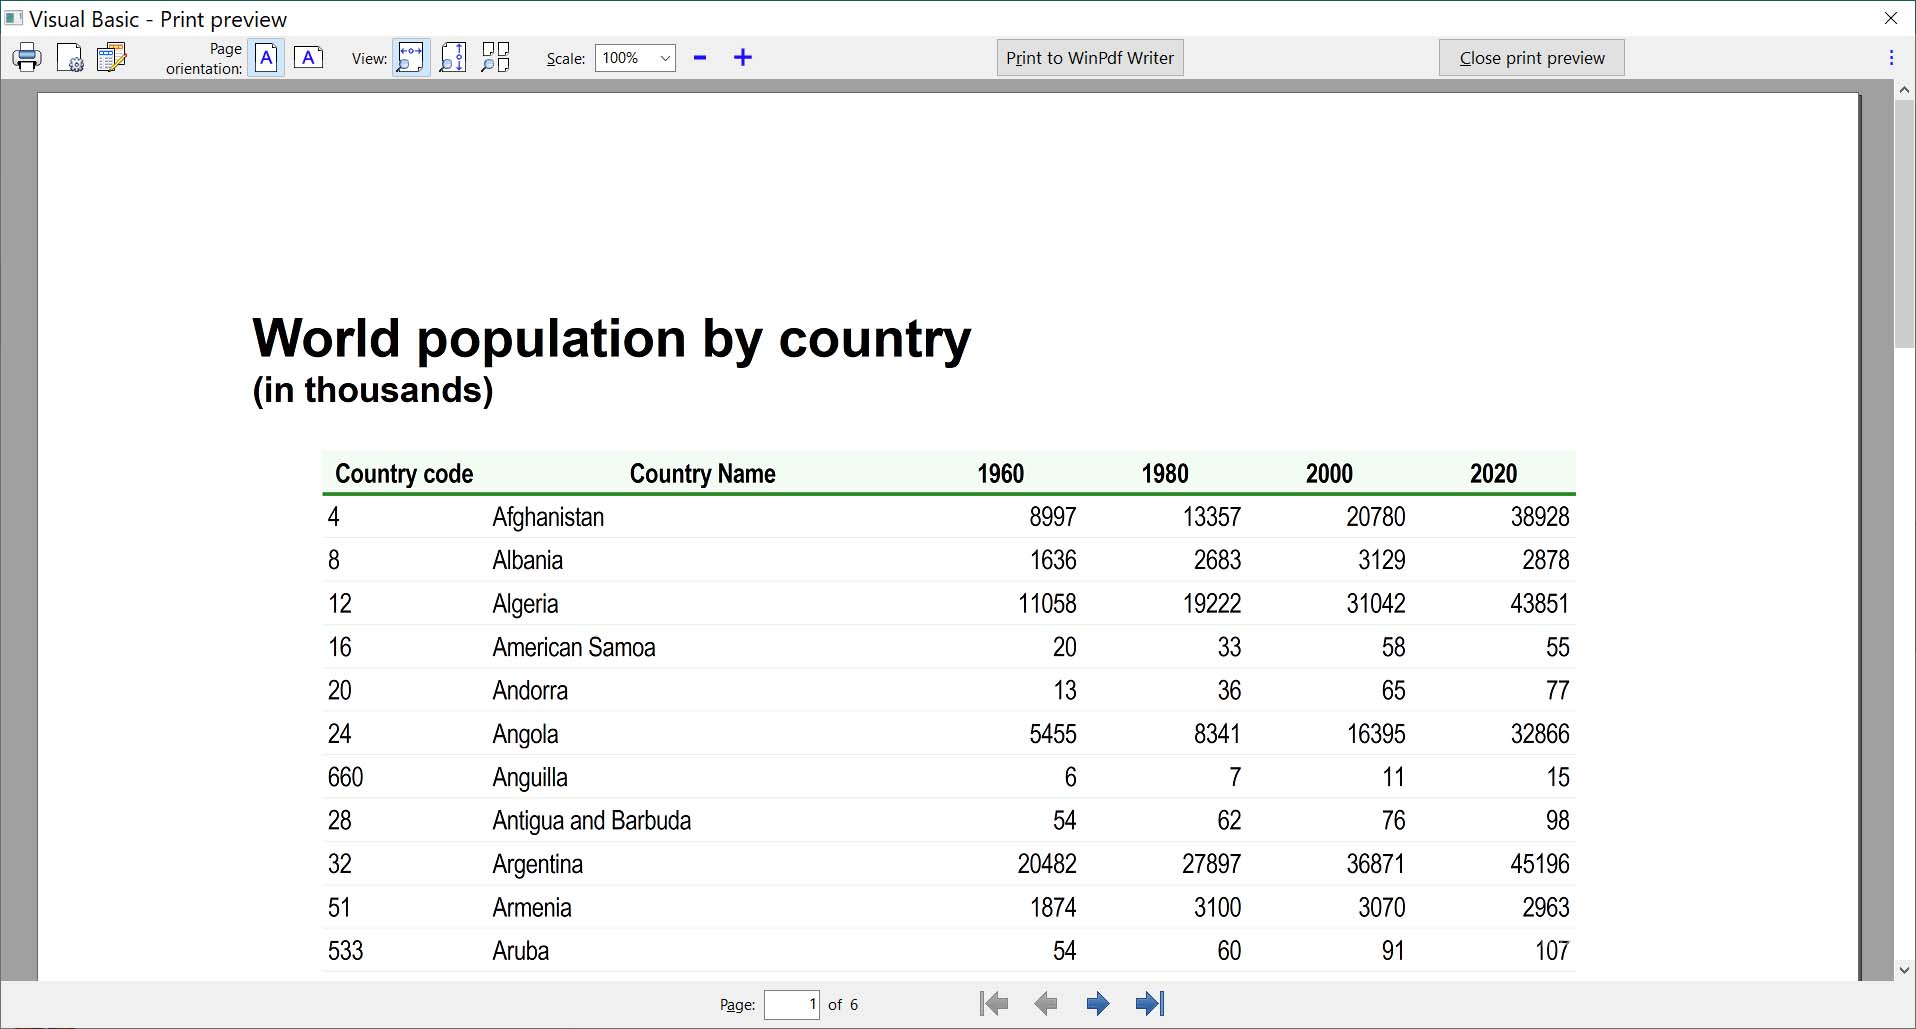 Visual Basic - Print preview
Page orientation: A A View: Scale: 100% Print to WinPdf Writer Close print preview
World population by country
(in thousands)
Country code Country Name 1960 1980 2000 2020
4 Afghanistan 8997 13357 20780 38928
8 Albania 1636 2683 3129 2878
12 Algeria 11058 19222 31042 43851
16 American Samoa 20 33 58 55
20 Andorra 13 36 65 77
24 Angola 5455 8341 16395 32866
660 Anguilla 6 7 11 15
28 Antigua and Barbuda 54 62 76 98
32 Argentina 20482 27897 36871 45196
51 Armenia 1874 3100 3070 2963
533 Aruba 54 60 91 107
Page: 1 of 6